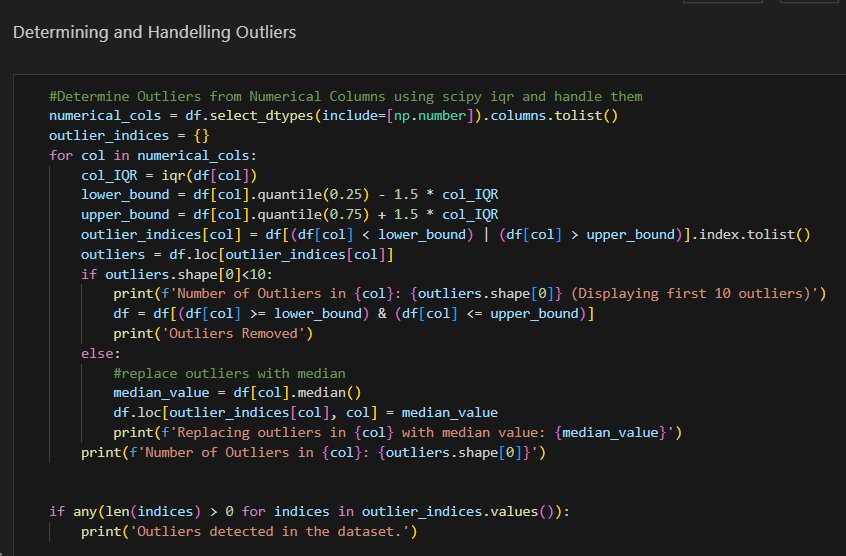 Determining and Handelling Outliers
#Determine Outliers from Numerical Columns using scipy iqr and handle them
numerical_cols = df.select_dtypes(include=[np.number]).columns.tolist()
outlier_indices = {}
for col in numerical_cols:
    col_IQR = iqr(df[col])
    lower_bound = df[col].quantile(0.25) - 1.5 * col_IQR
    upper_bound = df[col].quantile(0.75) + 1.5 * col_IQR
    outlier_indices[col] = df[(df[col] < lower_bound) | (df[col] > upper_bound)].index.tolist()
    outliers = df.loc[outlier_indices[col]]
    if outliers.shape[0]<10:
        print(f'Number of Outliers in {col}: {outliers.shape[0]} (Displaying first 10 outliers)')
        df = df[(df[col] >= lower_bound) & (df[col] <= upper_bound)]
        print('Outliers Removed')
    else:
        #replace outliers with median
        median_value = df[col].median()
        df.loc[outlier_indices[col], col] = median_value
        print(f'Replacing outliers in {col} with median value: {median_value}')
    print(f'Number of Outliers in {col}: {outliers.shape[0]}')
if any(len(indices) > 0 for indices in outlier_indices.values()):
    print('Outliers detected in the dataset.')